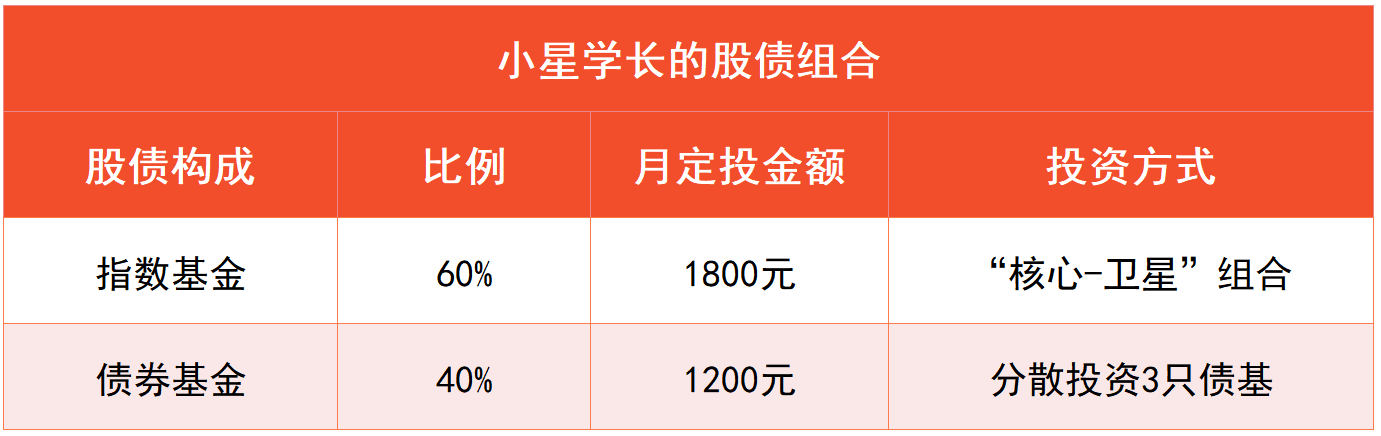 小星学长的股债组合
股债构成 比例 月定投金额 投资方式
指数基金 60% 1800元 “核心-卫星”组合
债券基金 40% 1200元 分散投资3只债基